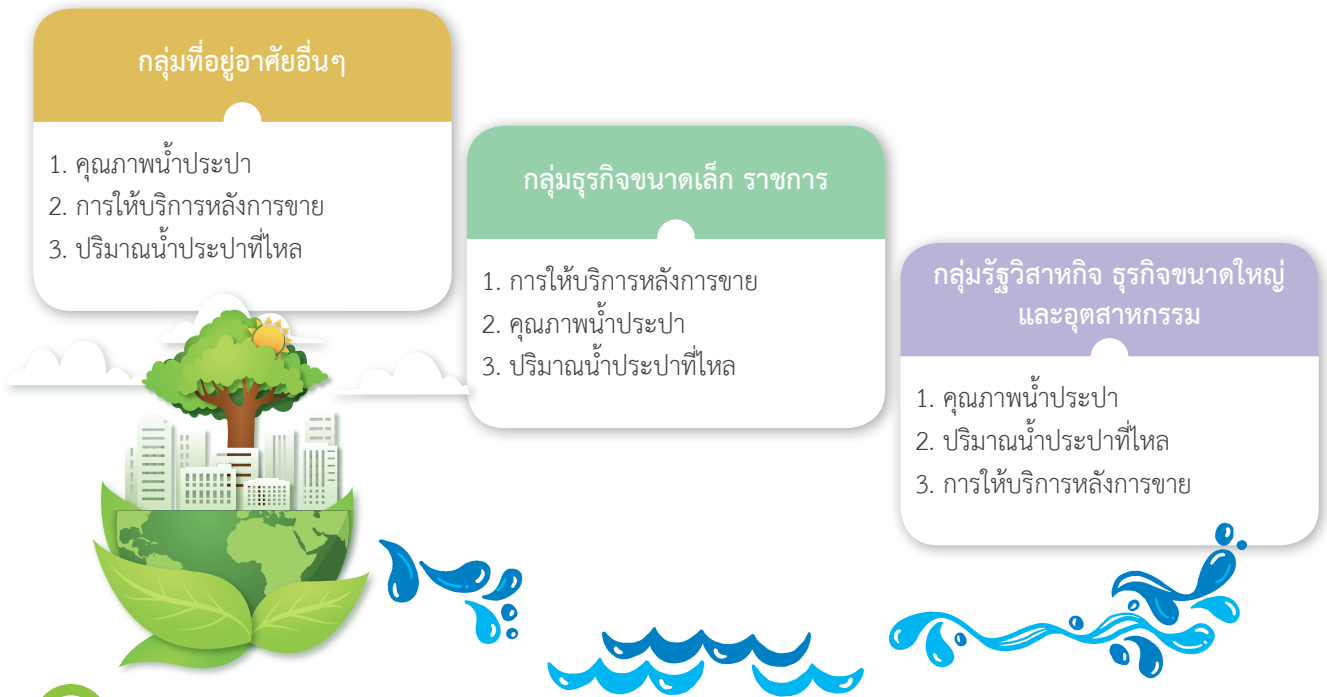 กลุ่มที่อยู่อาศัยอื่นๆ
1. คุณภาพน้ำประปา
2. การให้บริการหลังการขาย
3. ปริมาณน้ำประปาที่ไหล
กลุ่มธุรกิจขนาดเล็ก ราชการ
1. การให้บริการหลังการขาย
2. คุณภาพน้ำประปา
3. ปริมาณน้ำประปาที่ไหล
กลุ่มรัฐวิสาหกิจ ธุรกิจขนาดใหญ่
และอุตสาหกรรม
1. คุณภาพน้ำประปา
2. ปริมาณน้ำประปาที่ไหล
3. การให้บริการหลังการขาย